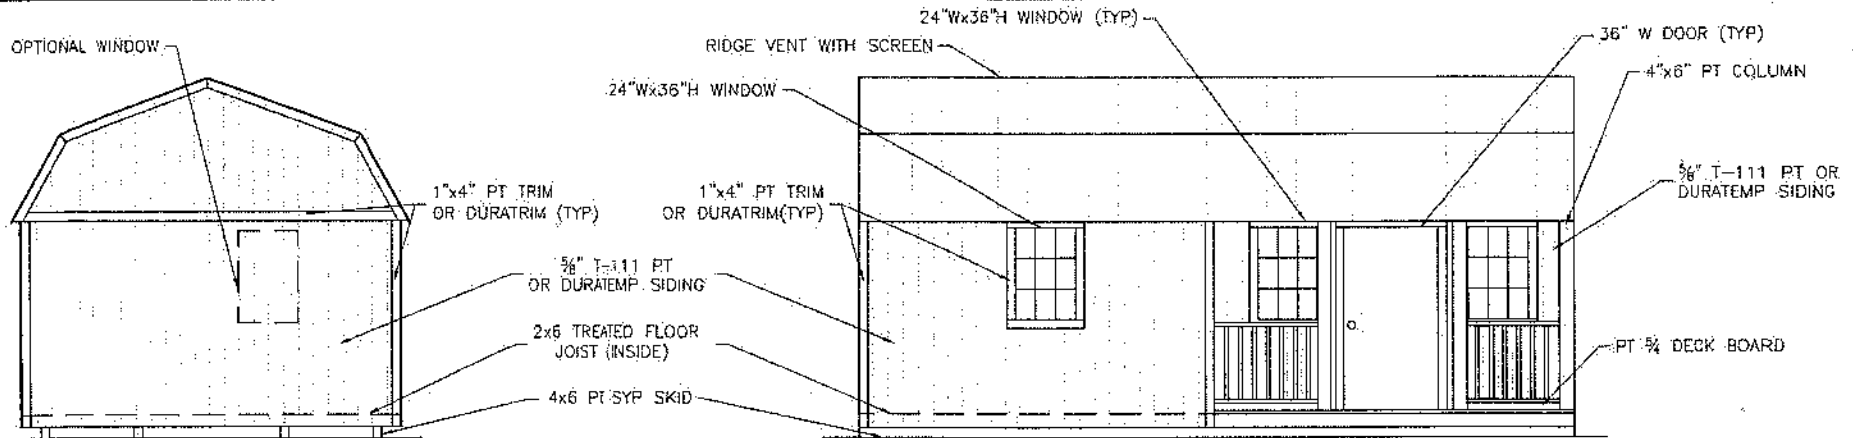 OPTIONAL WINDOW
1"x4" PT TRIM
OR DURATRIM (TYP)
5/8" T-111 PT
OR DURATEMP SIDING
2x6 TREATED FLOOR
JOIST (INSIDE)
4x6 PT SYP SKID
24"Wx36"H WINDOW (TYP)
RIDGE VENT WITH SCREEN
24"Wx36"H WINDOW
1"x4" PT TRIM
OR DURATRIM(TYP)
36" W DOOR (TYP)
4"x6" PT COLUMN
5/8" T-111 PT OR
DURATEMP SIDING
PT 5/4 DECK BOARD